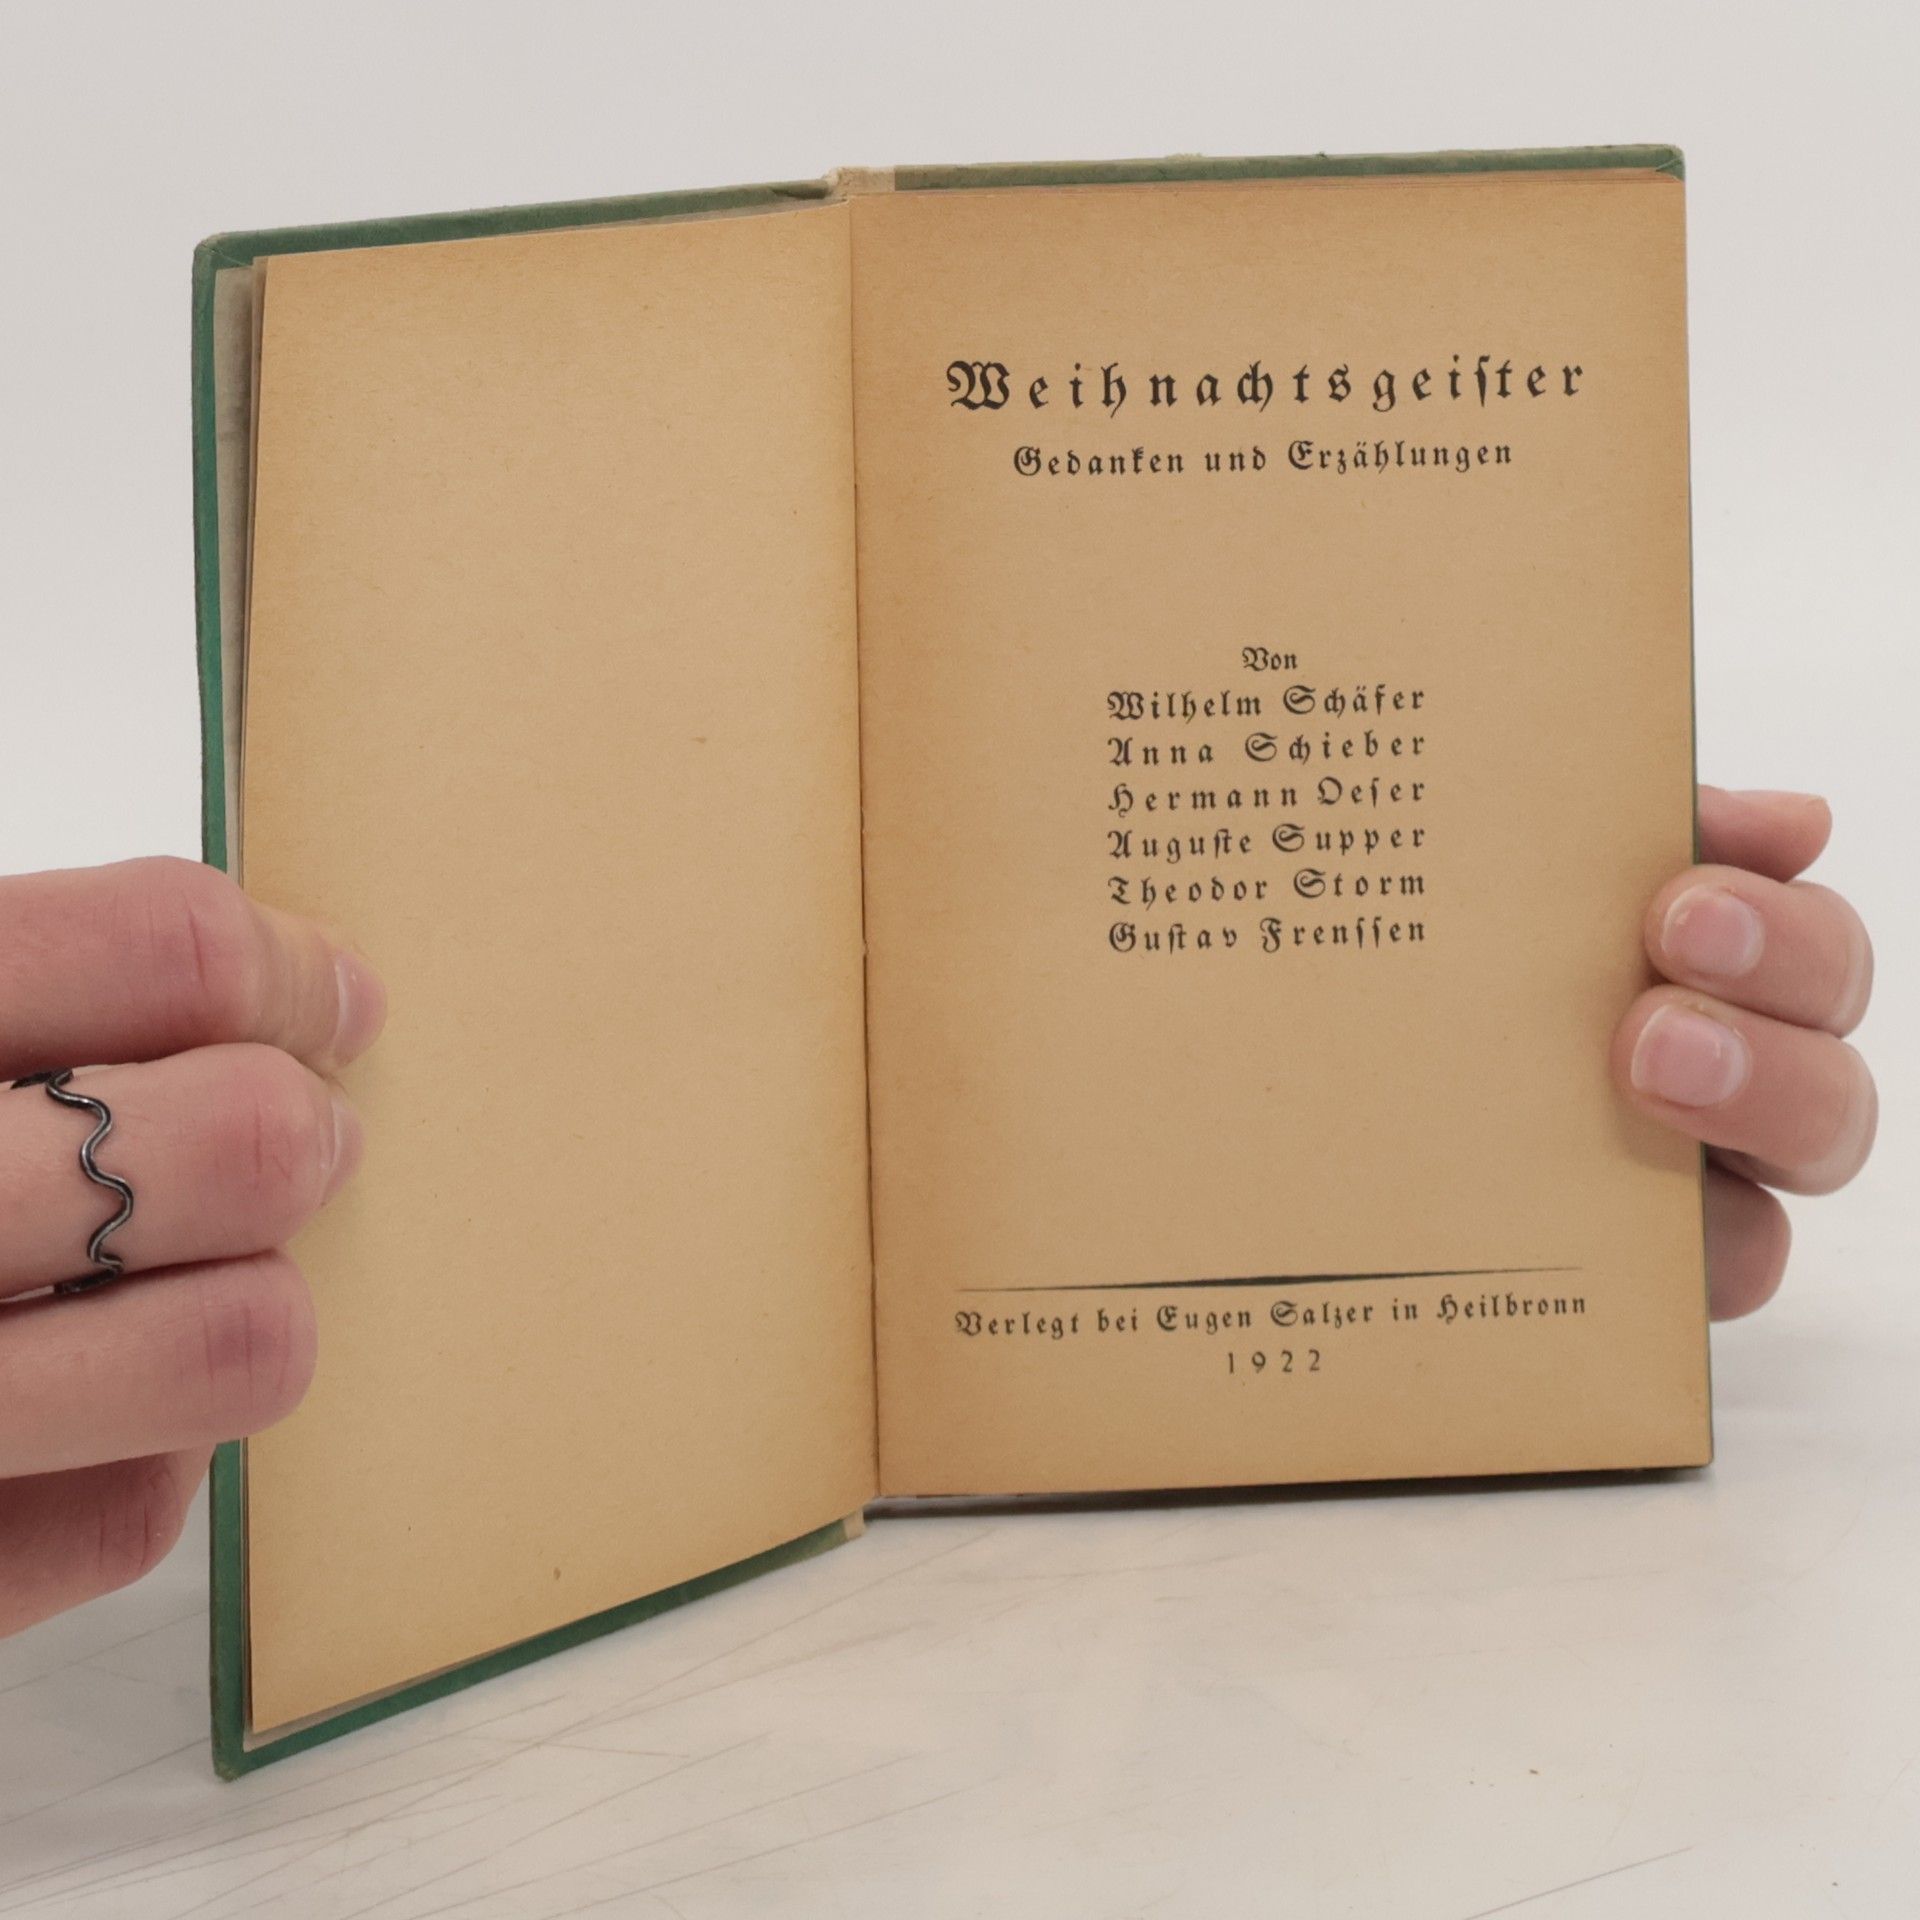 Weihnachtsgeiſter
Gedanken und Erzählungen
Von
Wilhelm Schäfer
Anna Schieber
Hermann Oeſer
Auguſte Supper
Theodor Storm
Guſtav Frenſſen
Verlegt bei Eugen Salzer in Heilbronn
1922